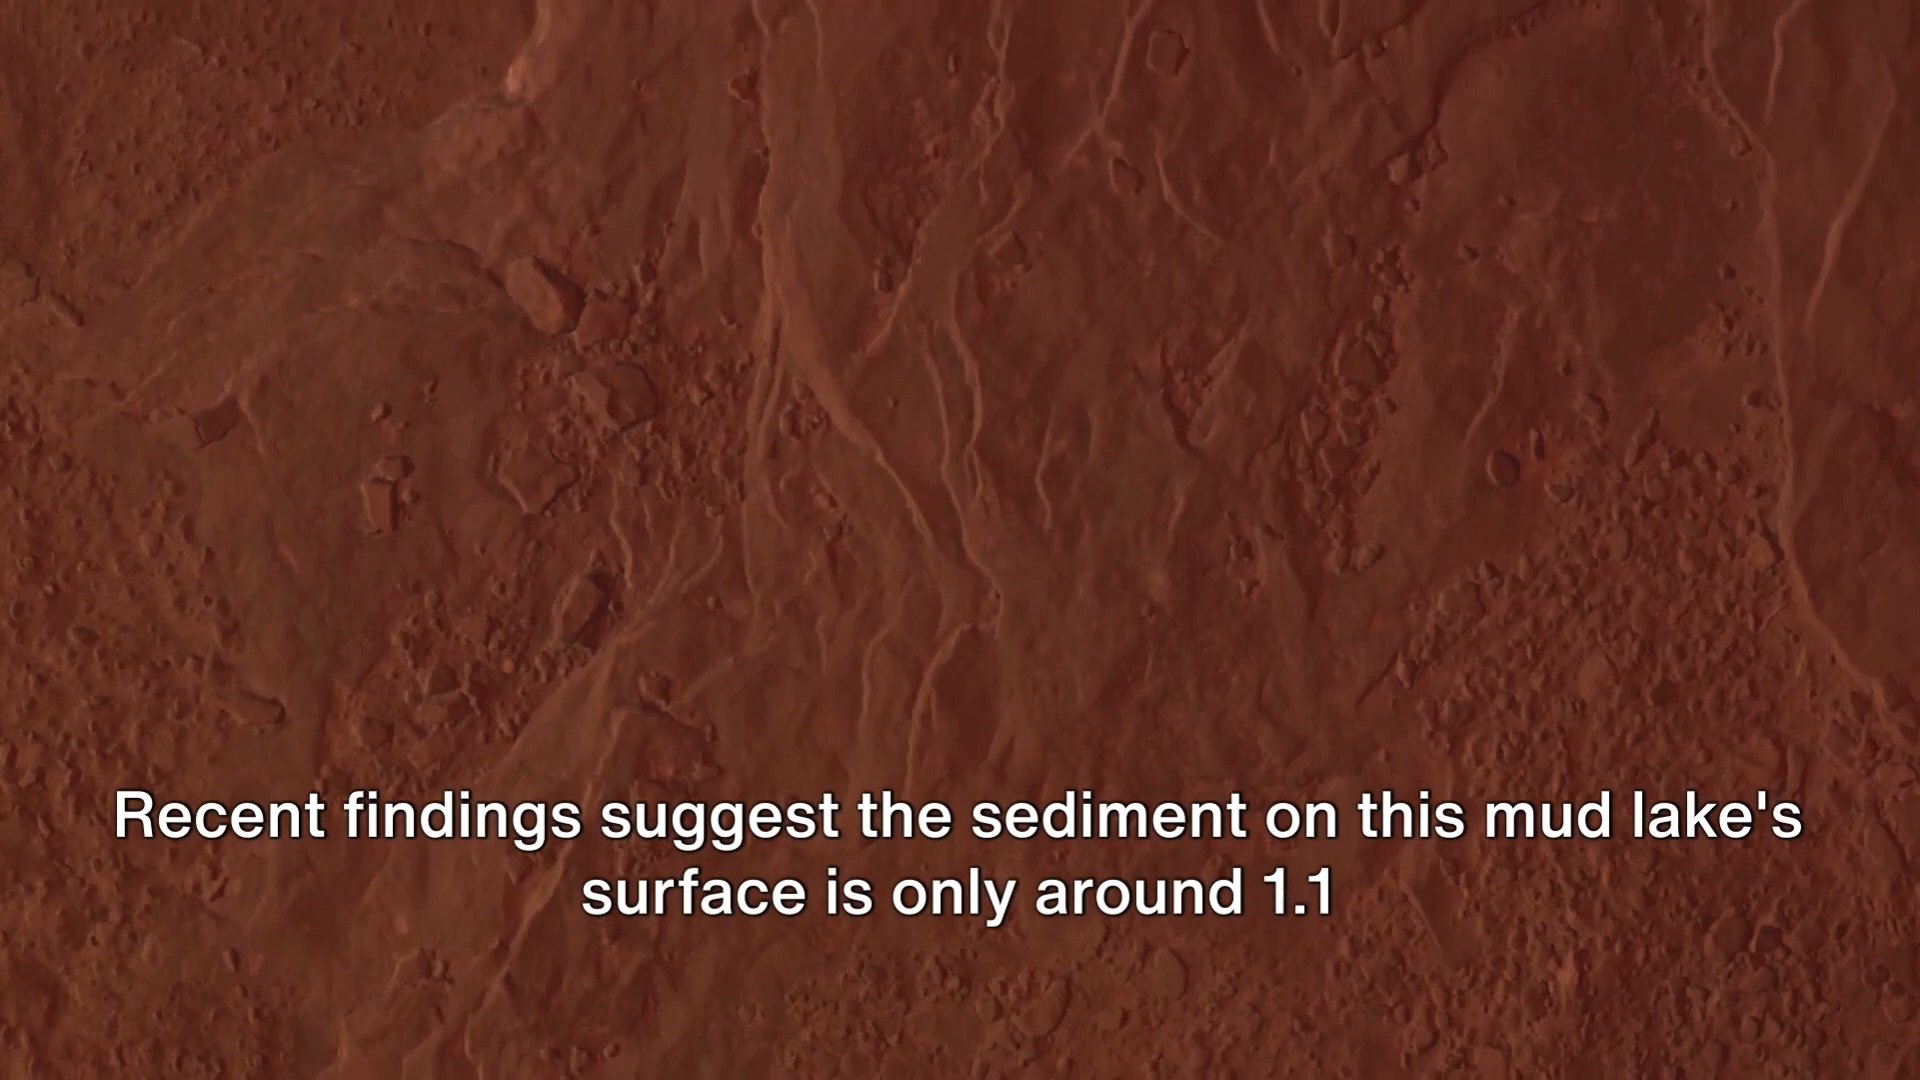 Recent findings suggest the sediment on this mud lake's
surface is only around 1.1